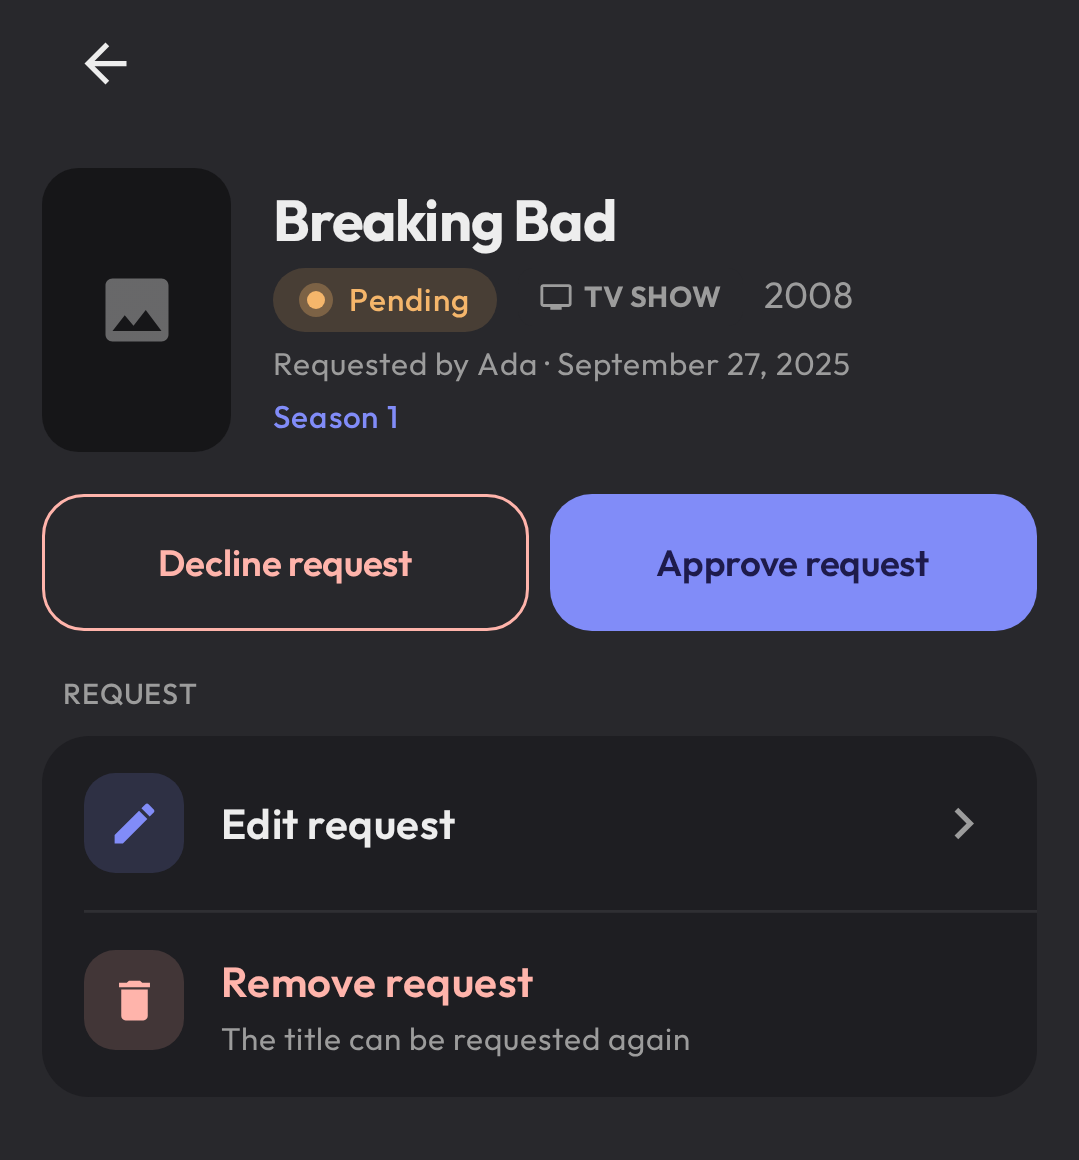 Breaking Bad
Pending TV SHOW 2008
Requested by Ada · September 27, 2025
Season 1
Decline request Approve request
REQUEST
Edit request
Remove request
The title can be requested again